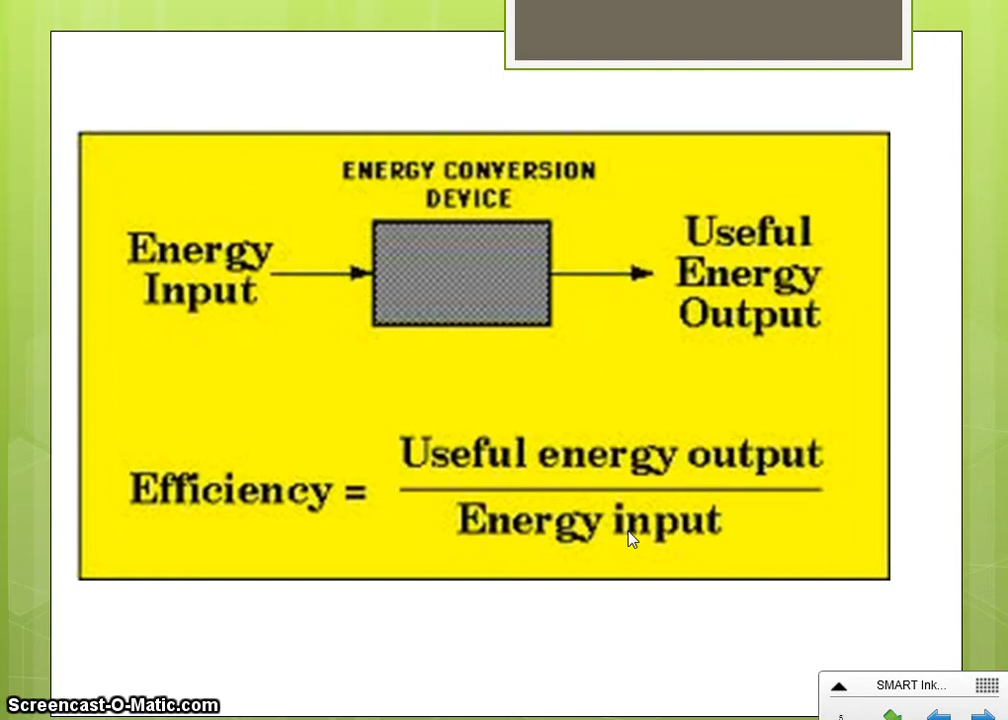 ENERGY CONVERSION
DEVICE
Energy
Input
Useful
Energy
Output
Efficiency =
Useful energy output
Energy input
SMART Ink...
5
Screencast-O-Matic.com